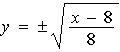 y = ±√((x − 8)/8)